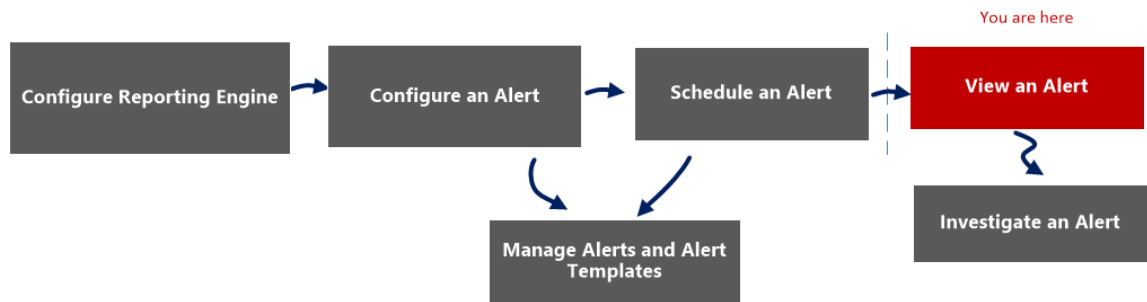 You are here
Configure Reporting Engine
Configure an Alert
Schedule an Alert
View an Alert
Manage Alerts and Alert
Templates
Investigate an Alert